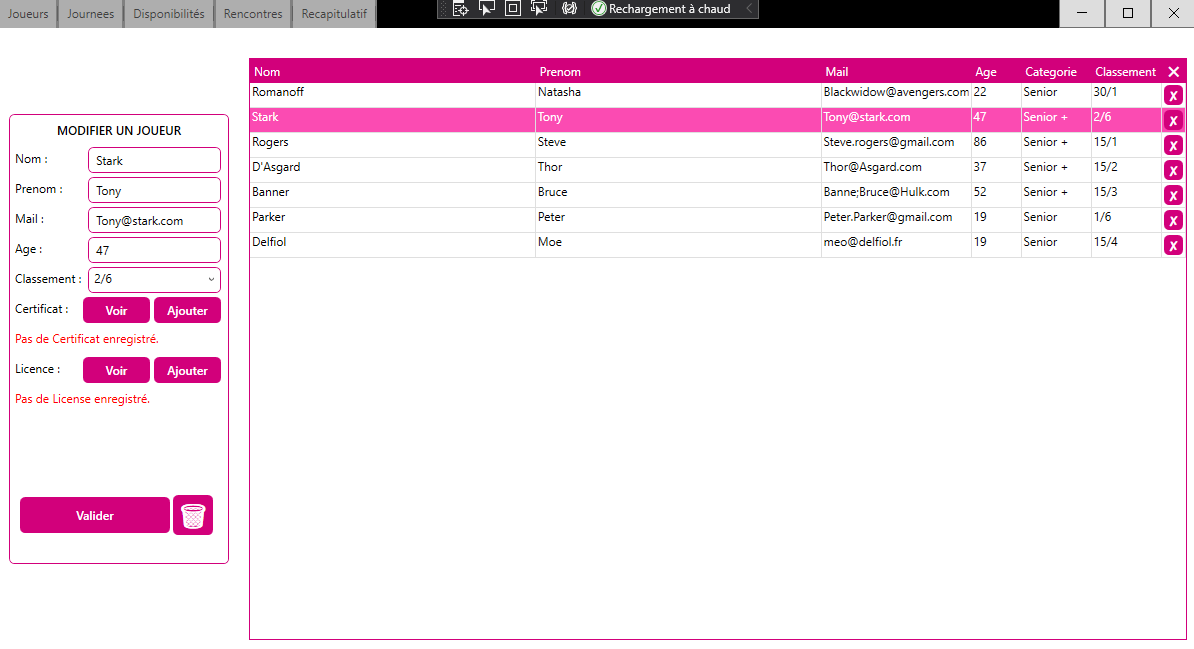 Joueurs Journees Disponibilités Rencontres Recapitulatif Rechargement à chaud
Nom Prenom Mail Age Categorie Classement
Romanoff Natasha Blackwidow@avengers.com 22 Senior 30/1 X
Stark Tony Tony@stark.com 47 Senior + 2/6 X
Rogers Steve Steve.rogers@gmail.com 86 Senior + 15/1 X
D'Asgard Thor Thor@Asgard.com 37 Senior + 15/2 X
Banner Bruce Banne;Bruce@Hulk.com 52 Senior + 15/3 X
Parker Peter Peter.Parker@gmail.com 19 Senior 1/6 X
Delfiol Moe meo@delfiol.fr 19 Senior 15/4 X
MODIFIER UN JOUEUR
Nom : Stark
Prenom : Tony
Mail : Tony@stark.com
Age : 47
Classement : 2/6
Certificat : Voir Ajouter
Pas de Certificat enregistré.
Licence : Voir Ajouter
Pas de License enregistré.
Valider